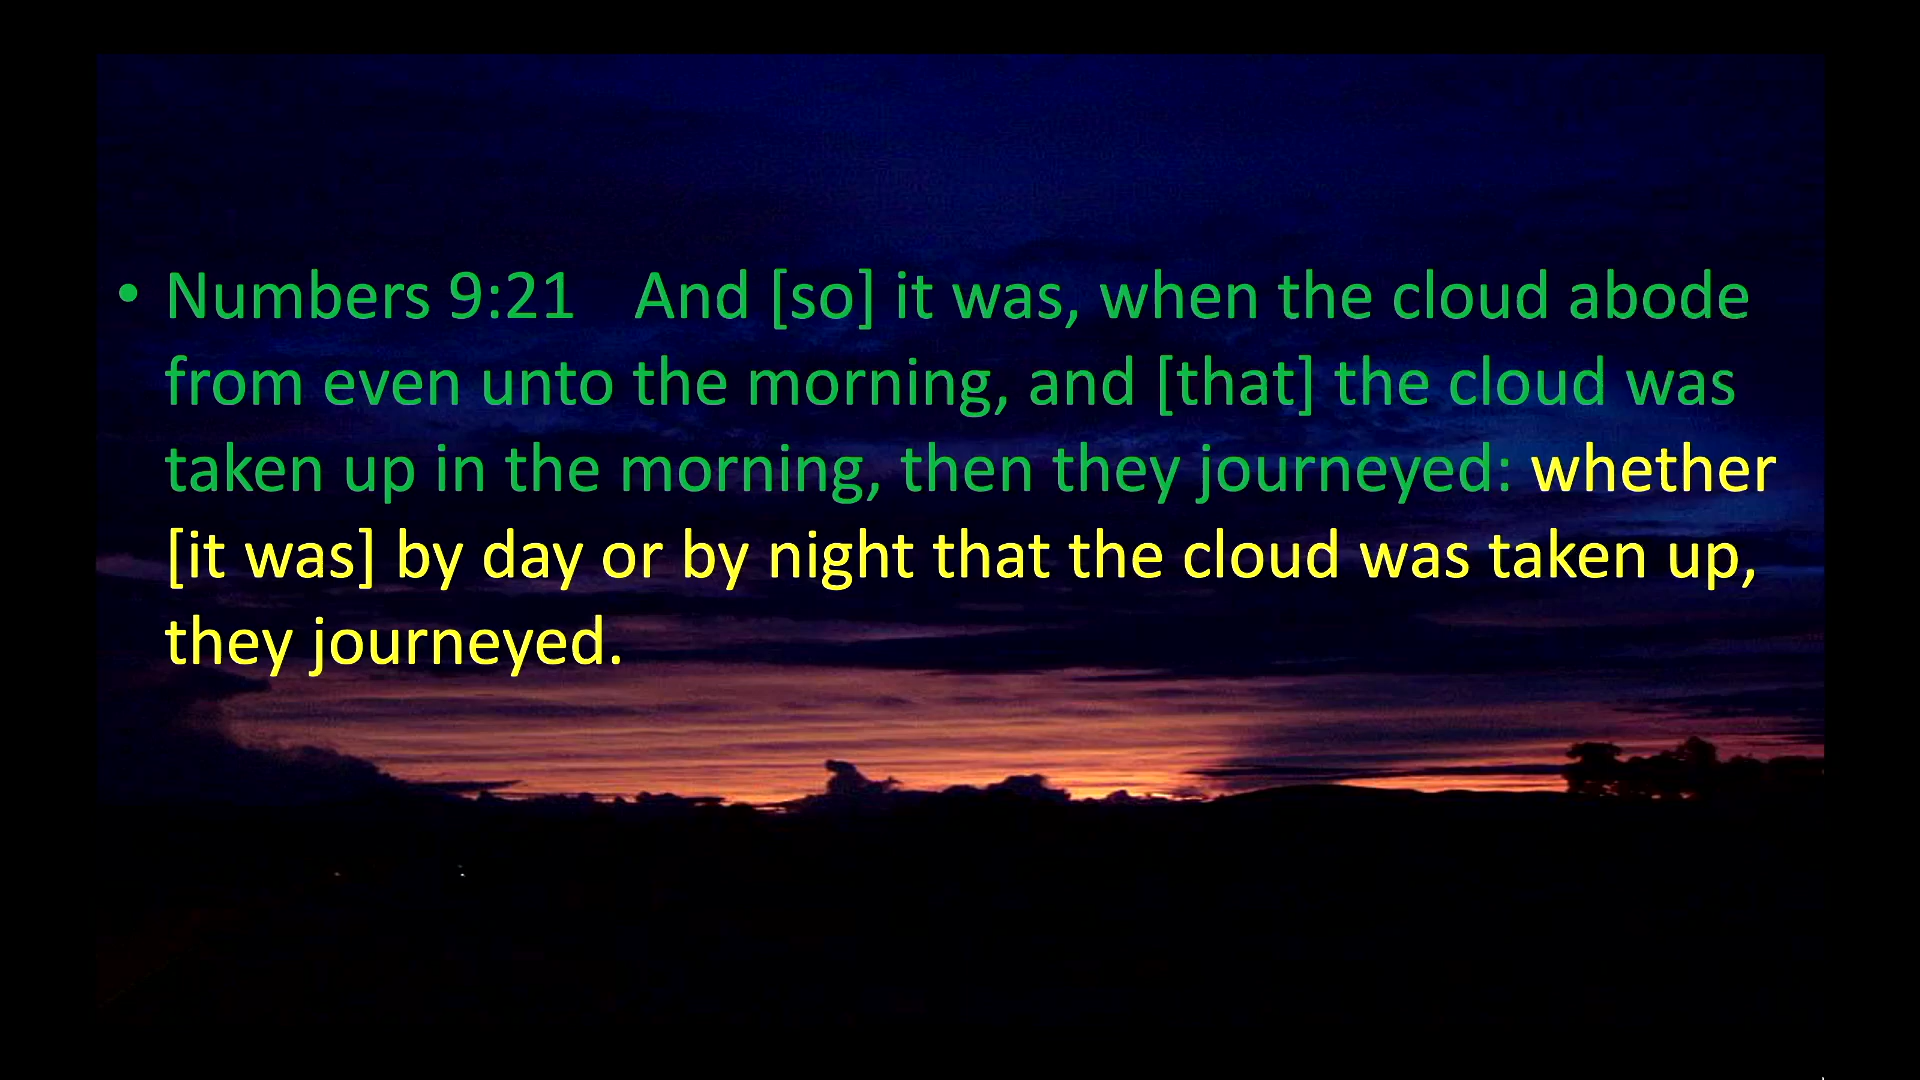 • Numbers 9:21 And [so] it was, when the cloud abode
from even unto the morning, and [that] the cloud was
taken up in the morning, then they journeyed: whether
[it was] by day or by night that the cloud was taken up,
they journeyed.